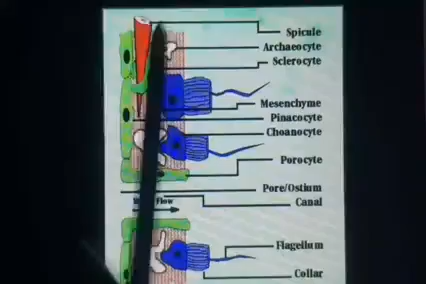 Spicule
Archaeocyte
Sclerocyte
Mesenchyme
Pinacocyte
Choanocyte
Porocyte
Pore/Ostium
Flow
Canal
Flagellum
Collar